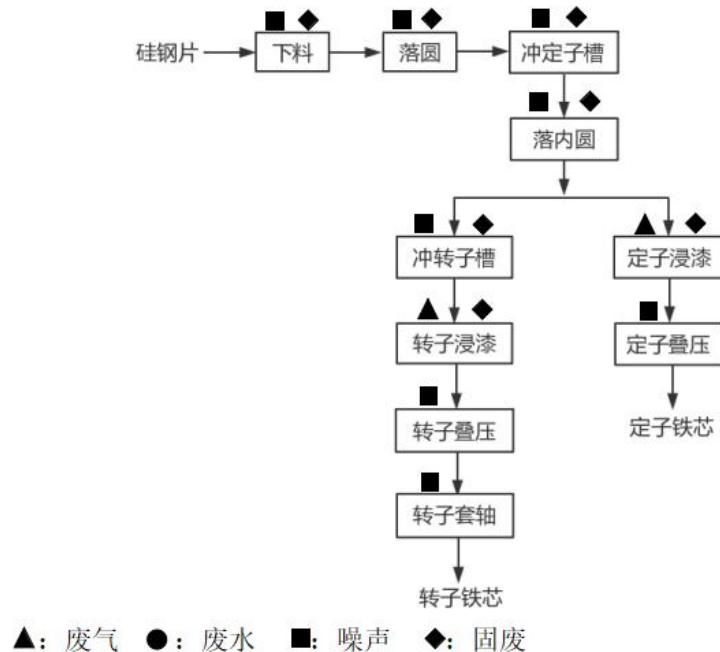 硅钢片 下料 落圆 冲定子槽
落内圆
冲转子槽 定子浸漆
转子浸漆 定子叠压
转子叠压 定子铁芯
转子套轴
转子铁芯
▲：废气 ●：废水 ■：噪声 ◆：固废